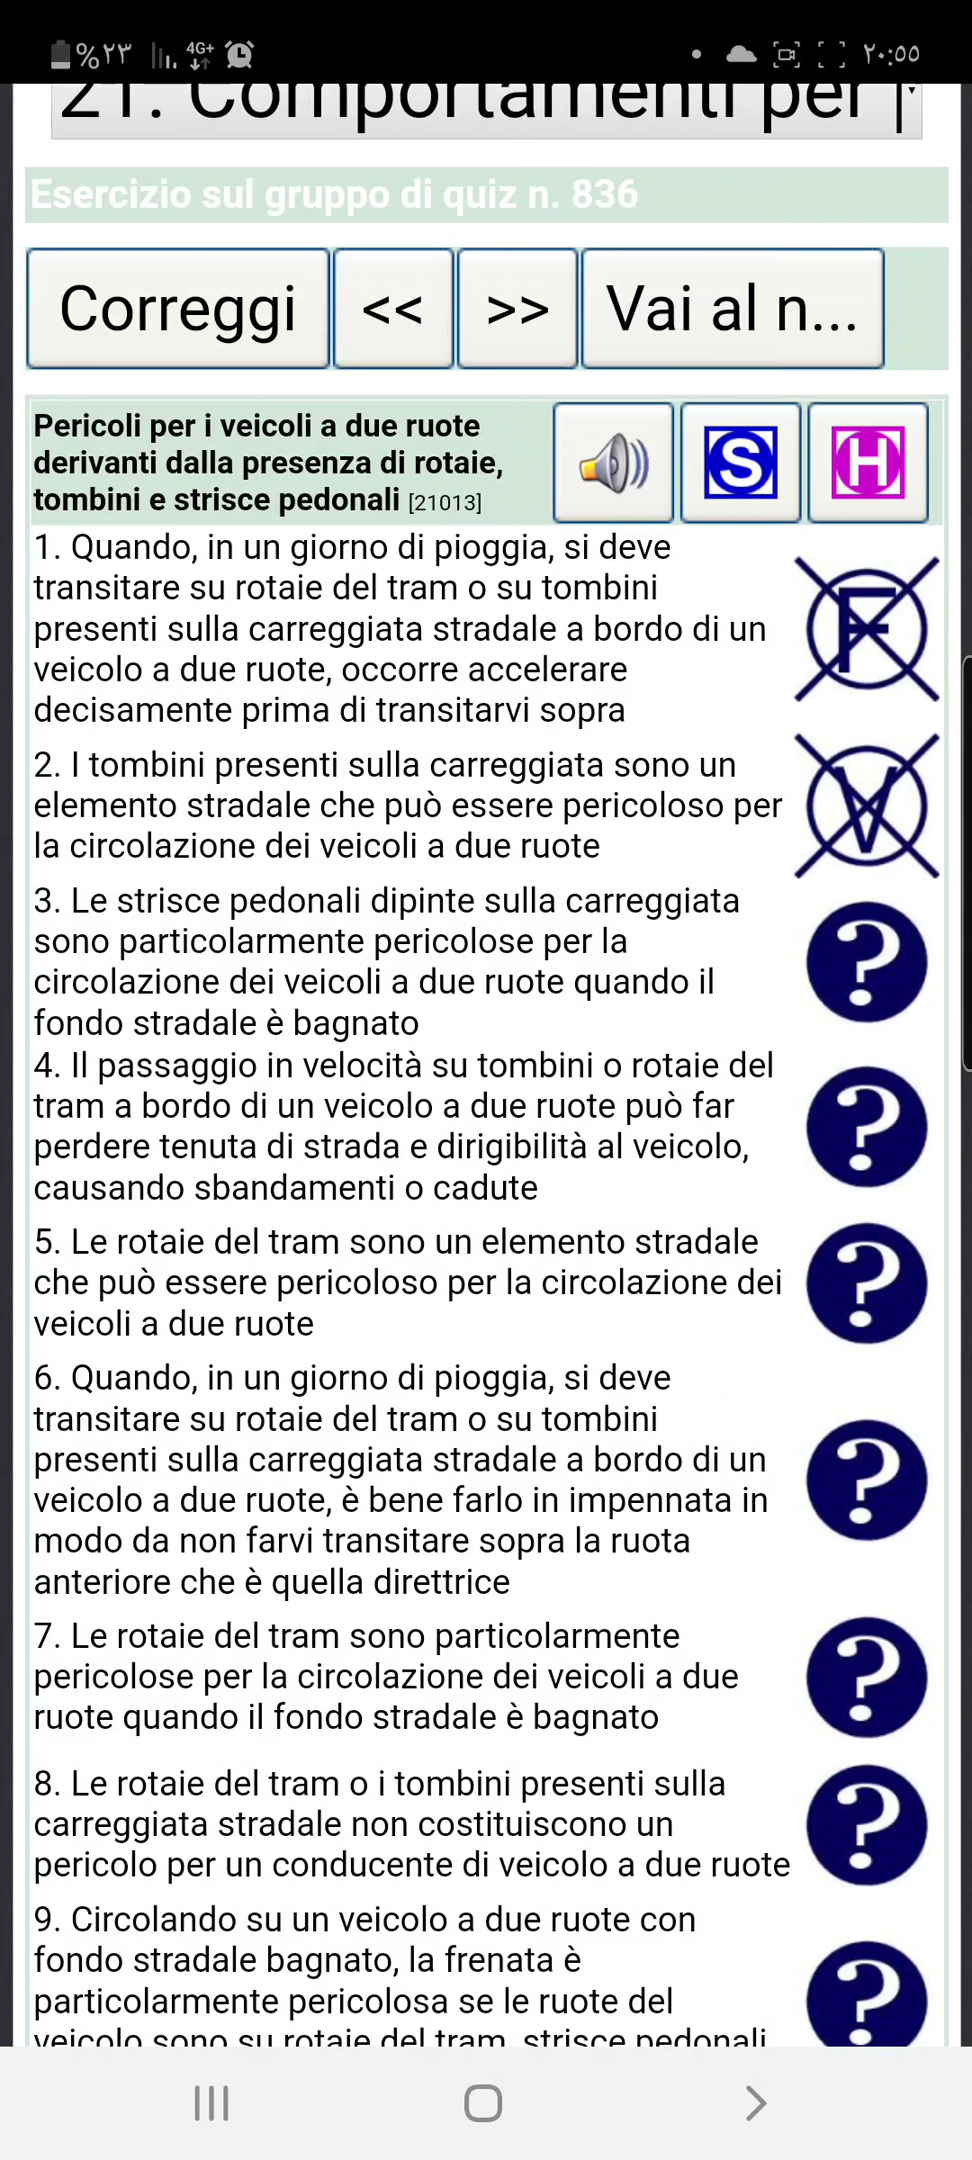 %۲۳ 4G+ ۲۰:۵۵
21. Comportamenti per
Esercizio sul gruppo di quiz n. 836
Correggi << >> Vai al n...
Pericoli per i veicoli a due ruote
derivanti dalla presenza di rotaie,
tombini e strisce pedonali [21013]
S H
1. Quando, in un giorno di pioggia, si deve
transitare su rotaie del tram o su tombini
presenti sulla carreggiata stradale a bordo di un
veicolo a due ruote, occorre accelerare
decisamente prima di transitarvi sopra
F
2. I tombini presenti sulla carreggiata sono un
elemento stradale che può essere pericoloso per
la circolazione dei veicoli a due ruote
V
3. Le strisce pedonali dipinte sulla carreggiata
sono particolarmente pericolose per la
circolazione dei veicoli a due ruote quando il
fondo stradale è bagnato
?
4. Il passaggio in velocità su tombini o rotaie del
tram a bordo di un veicolo a due ruote può far
perdere tenuta di strada e dirigibilità al veicolo,
causando sbandamenti o cadute
?
5. Le rotaie del tram sono un elemento stradale
che può essere pericoloso per la circolazione dei
veicoli a due ruote
?
6. Quando, in un giorno di pioggia, si deve
transitare su rotaie del tram o su tombini
presenti sulla carreggiata stradale a bordo di un
veicolo a due ruote, è bene farlo in impennata in
modo da non farvi transitare sopra la ruota
anteriore che è quella direttrice
?
7. Le rotaie del tram sono particolarmente
pericolose per la circolazione dei veicoli a due
ruote quando il fondo stradale è bagnato
?
8. Le rotaie del tram o i tombini presenti sulla
carreggiata stradale non costituiscono un
pericolo per un conducente di veicolo a due ruote
?
9. Circolando su un veicolo a due ruote con
fondo stradale bagnato, la frenata è
particolarmente pericolosa se le ruote del
veicolo sono su rotaie del tram, strisce pedonali
?